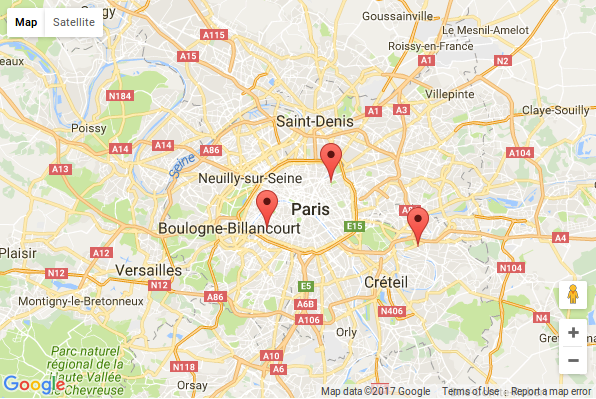 Map
Satellite
Goussainville
Le Mesnil-Amelot
Roissy-en-France
A115
A15
A1
N2
N184
Villepinte
A1
A3
Claye-Souilly
Poissy
Saint-Denis
A14
A14
A86
A104
A13
seine
Neuilly-sur-Seine
Paris
E15
Boulogne-Billancourt
A4
Plaisir
A12
A12
Versailles
N12
N12
N104
E5
Créteil
A86
A6B
N406
Montigny-le-Bretonneux
A106
N4
Orly
Parc naturel
régional de la
Haute Vallée
de Chevreuse
A10
N118
Orsay
N104
Google
Map data ©2017 Google
Terms of Use
Report a map error